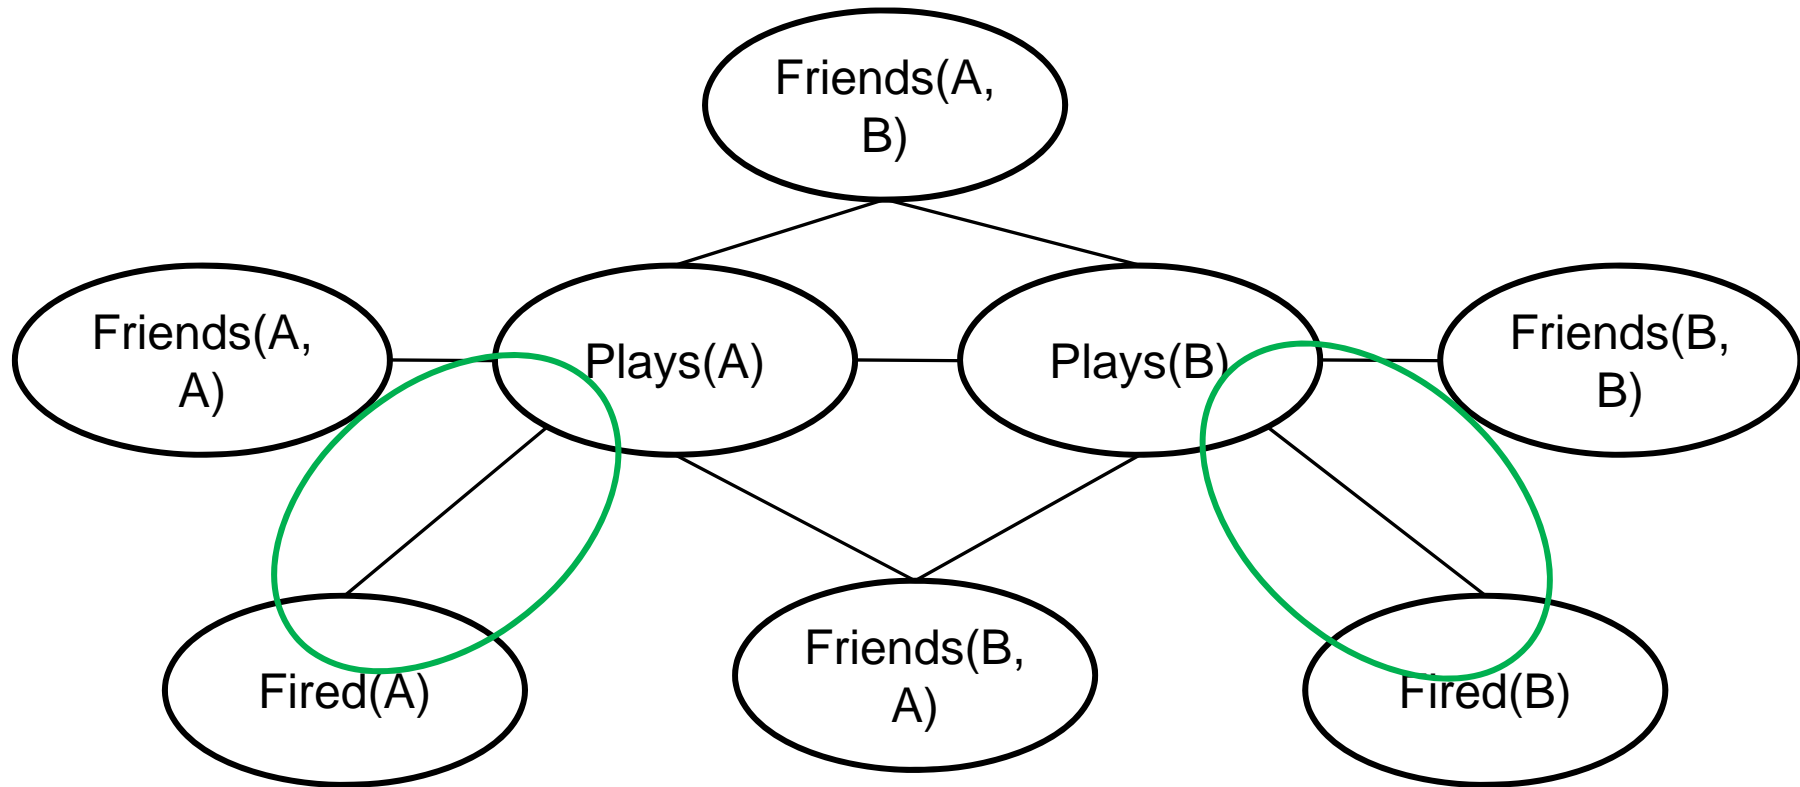 Friends(A,
B)
Friends(A,
A)
Plays(A)
Plays(B)
Friends(B,
B)
Fired(A)
Friends(B,
A)
Fired(B)